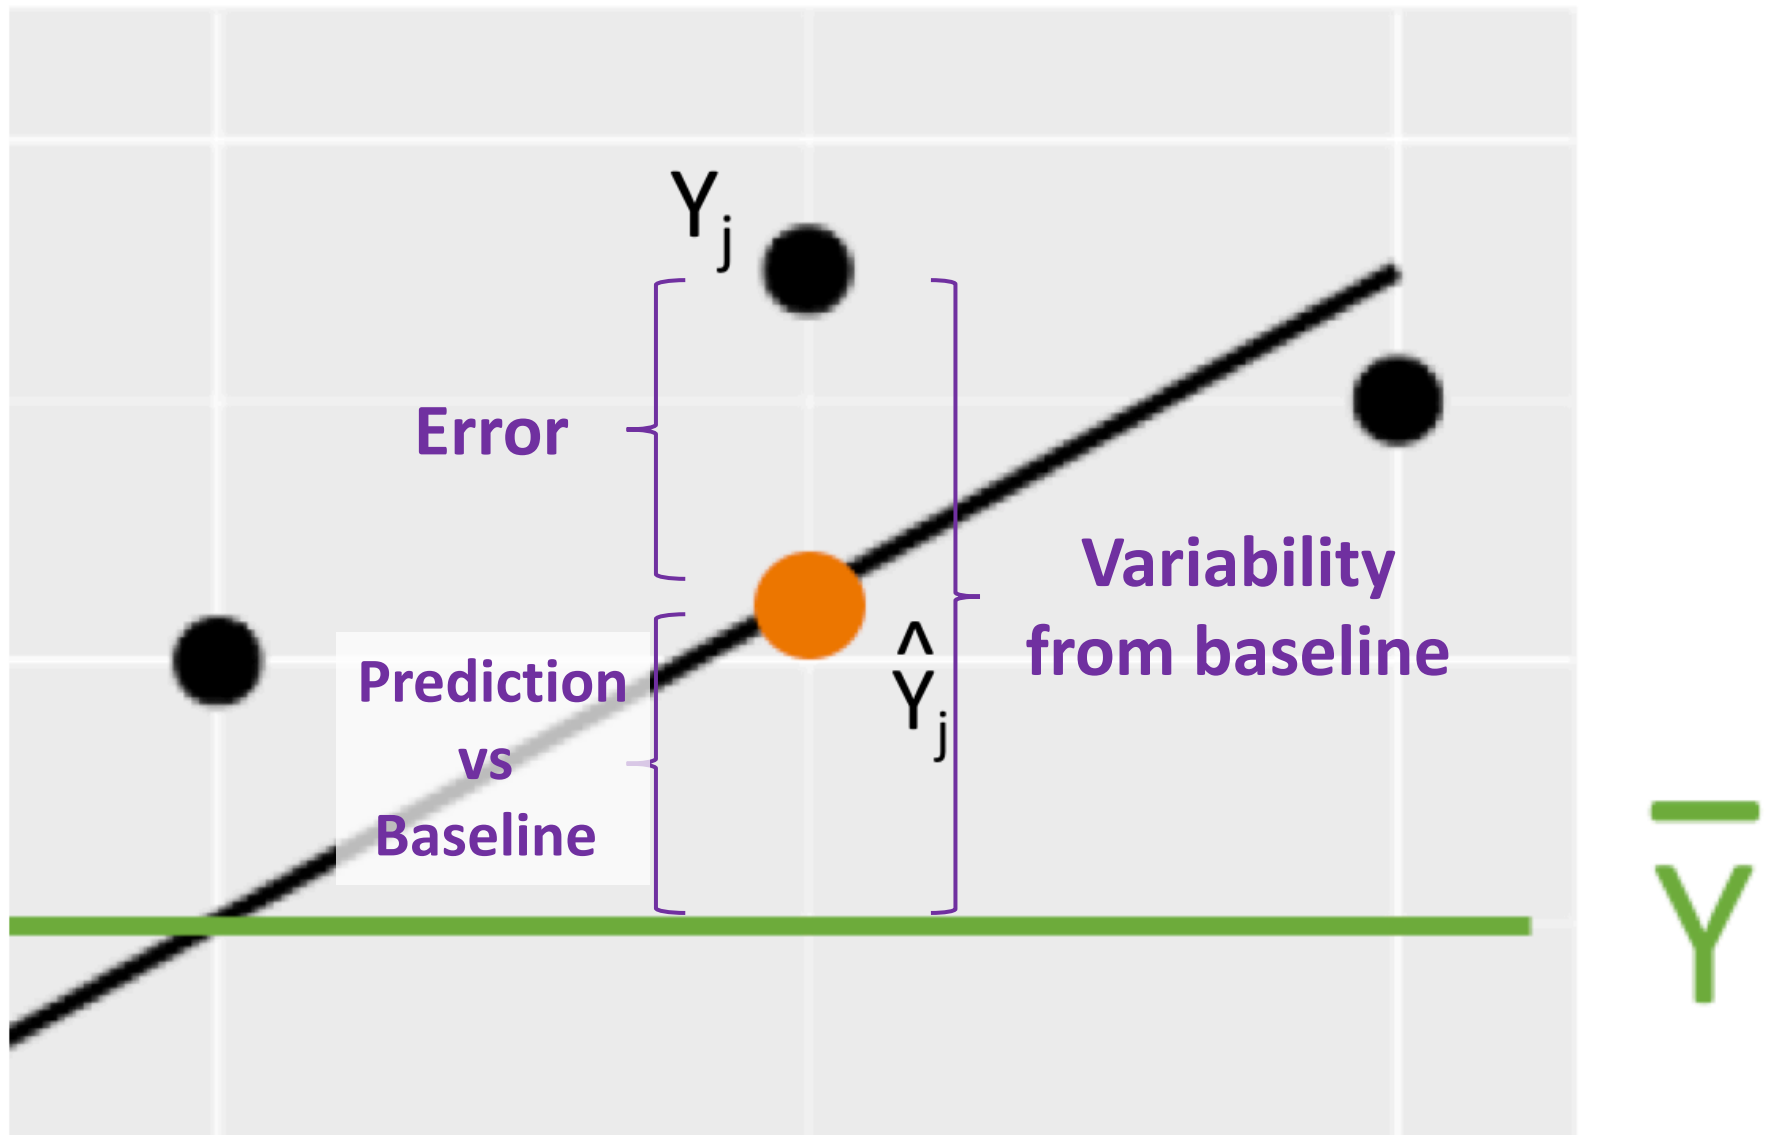 Yj
Error
Variability
from baseline
Ŷj
Prediction
vs
Baseline
Ȳ